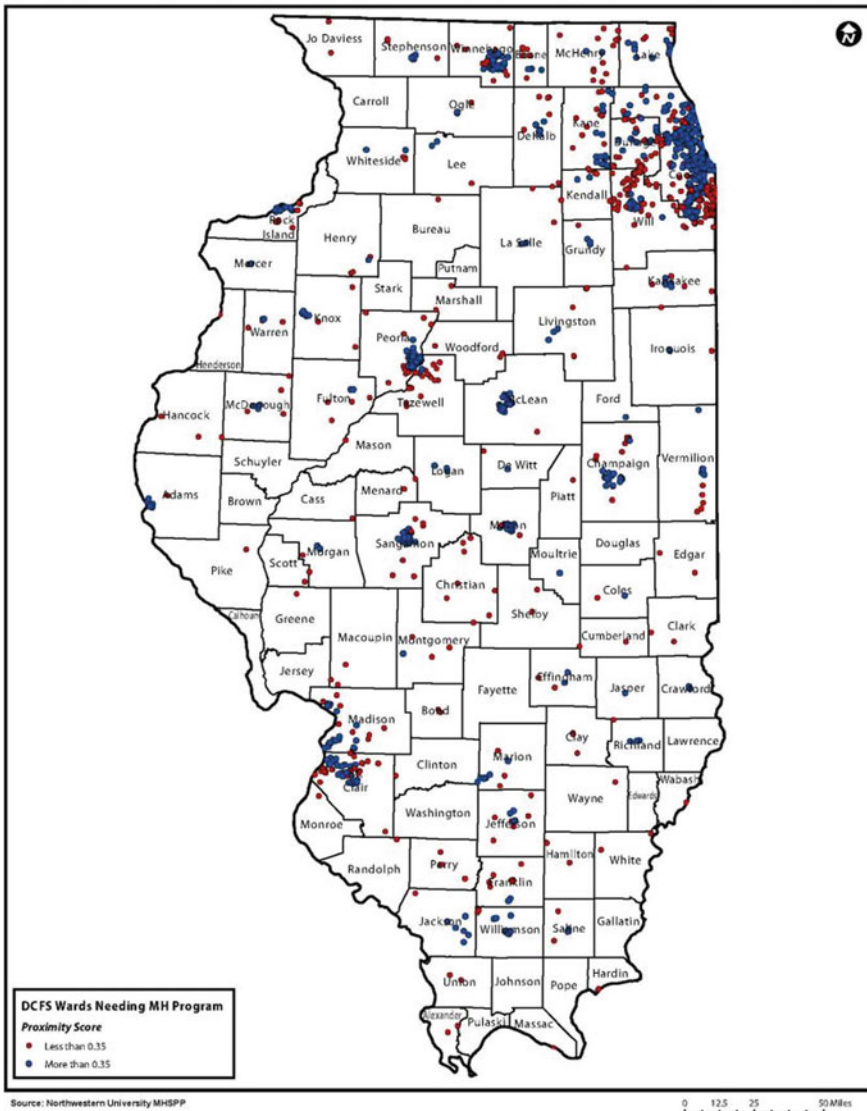 N
Jo Daviess
Stephenson
Winnebago
Boone
McHenry
Lake
Carroll
Ogle
DeKalb
Kane
DuPage
Whiteside
Lee
Kendall
Will
Rock
Island
Henry
Bureau
La Salle
Grundy
Mercer
Putnam
Stark
Marshall
Kankakee
Knox
Warren
Peoria
Livingston
Woodford
Iroquois
Heenderson
Hancock
McDonough
Fulton
Tazewell
McLean
Ford
Mason
Schuyler
Logan
De Witt
Champaign
Vermilion
Adams
Brown
Cass
Menard
Piatt
Macon
Sangamon
Morgan
Moultrie
Douglas
Edgar
Scott
Pike
Christian
Coles
Shelby
Greene
Calhoun
Macoupin
Montgomery
Cumberland
Clark
Jersey
Fayette
Effingham
Jasper
Crawford
Madison
Bond
Clay
Richland
Lawrence
Marion
Clinton
Clair
Wabash
Edwards
Wayne
Washington
Monroe
Jefferson
Hamilton
White
Randolph
Perry
Franklin
Jackson
Williamson
Saline
Gallatin
Hardin
Union
Johnson
Pope
Alexander
Pulaski
Massac
DCFS Wards Needing MH Program
Proximity Score
Less than 0.35
More than 0.35
Source: Northwestern University MHSPP
0 12.5 25 50 Miles